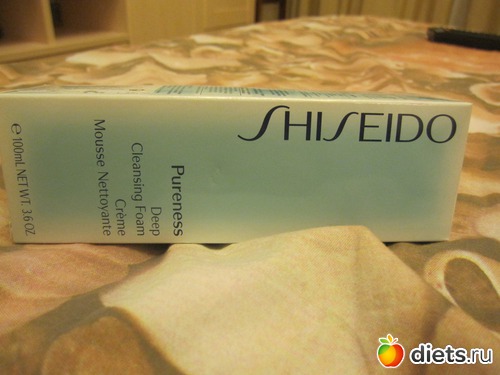 SHISEIDO
Pureness
Deep
Cleansing Foam
Crème
Mousse Nettoyante
℮100mL NET WT. 3.6 OZ.
diets.ru